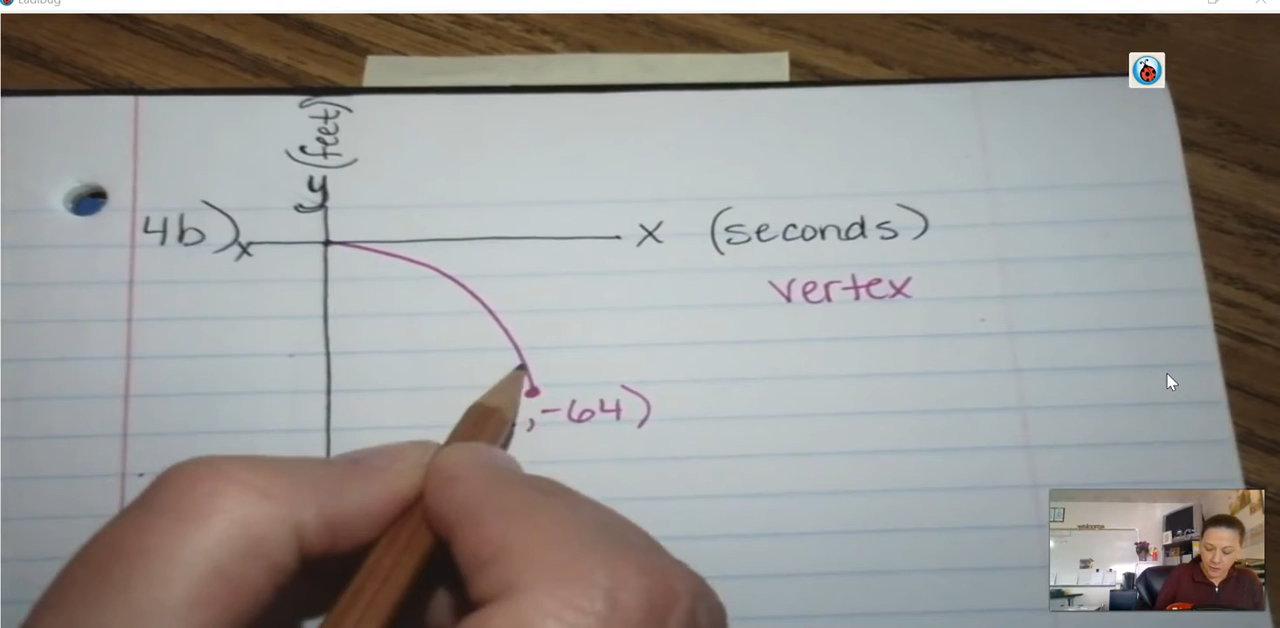 y (feet)
4b)
x
x (seconds)
vertex
,-64)